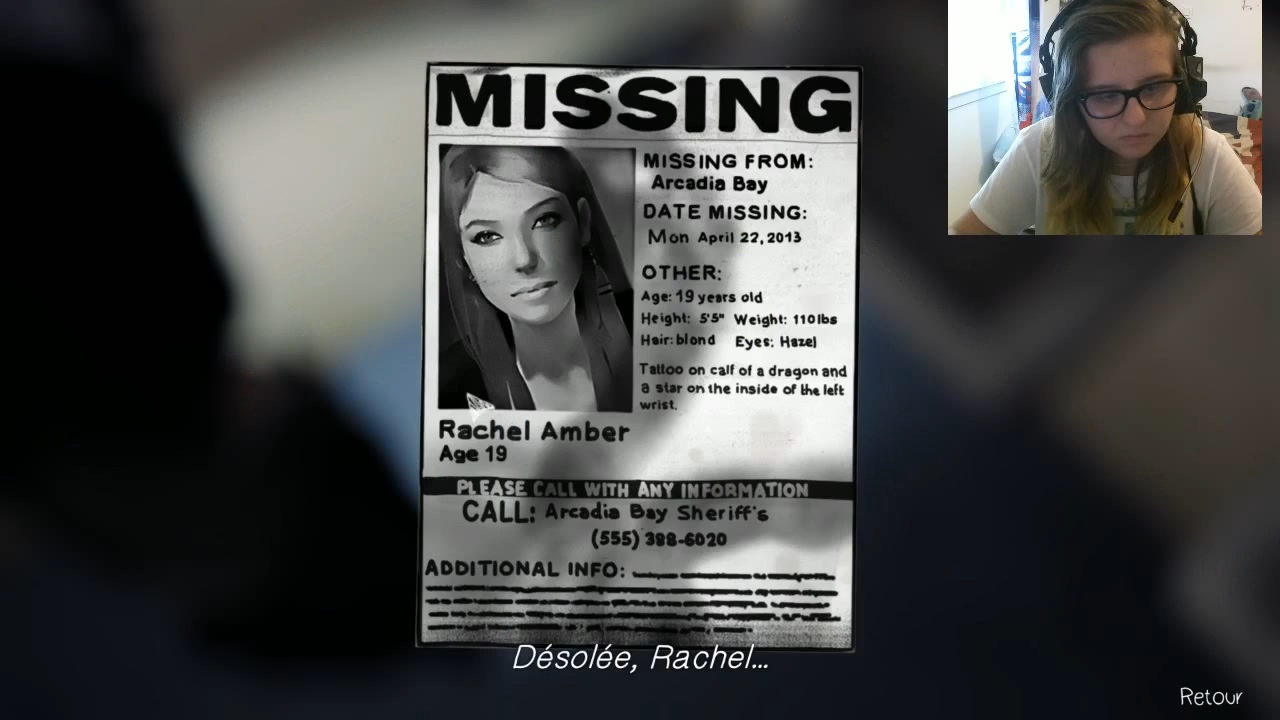 MISSING
MISSING FROM:
Arcadia Bay
DATE MISSING:
Mon April 22, 2013
OTHER:
Age: 19 years old
Height: 5'5" Weight: 110lbs
Hair: blond Eyes: Hazel
Tattoo on calf of a dragon and
a star on the inside of the left
wrist.
Rachel Amber
Age 19
PLEASE CALL WITH ANY INFORMATION
CALL: Arcadia Bay Sheriff's
(555) 398-6020
ADDITIONAL INFO:
Désolée, Rachel...
Retour